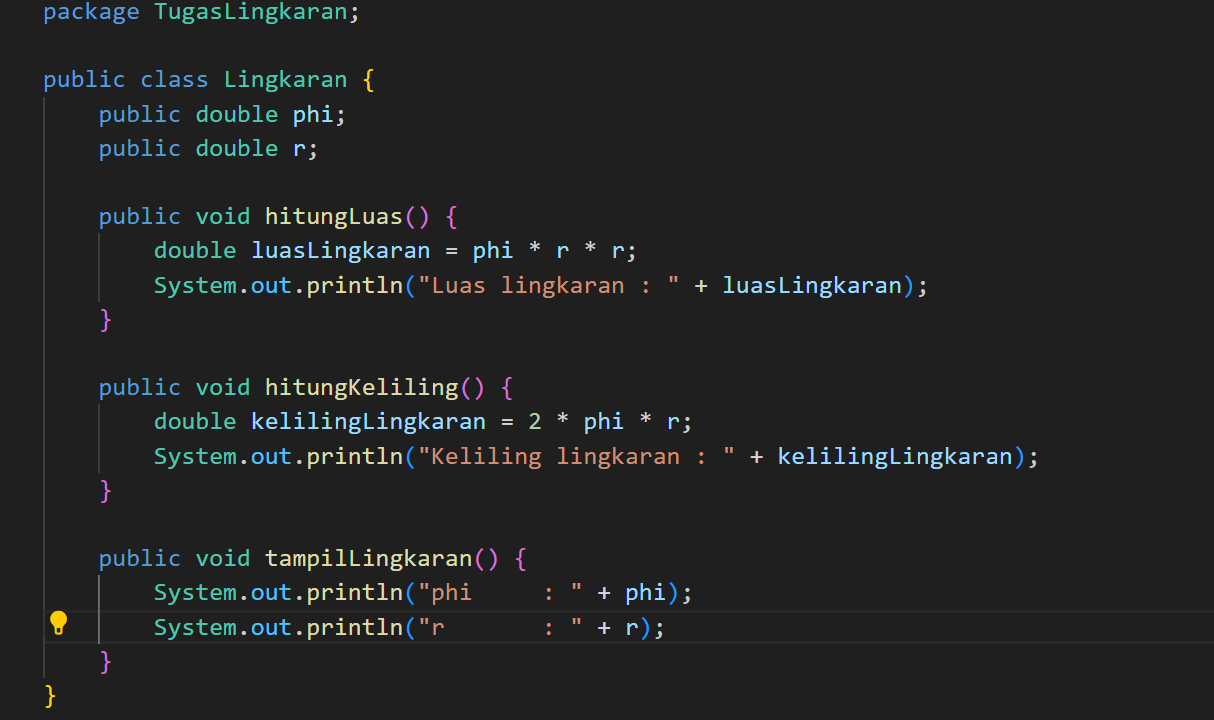 package TugasLingkaran;
public class Lingkaran {
    public double phi;
    public double r;
    public void hitungLuas() {
        double luasLingkaran = phi * r * r;
        System.out.println("Luas lingkaran : " + luasLingkaran);
    }
    public void hitungKeliling() {
        double kelilingLingkaran = 2 * phi * r;
        System.out.println("Keliling lingkaran : " + kelilingLingkaran);
    }
    public void tampilLingkaran() {
        System.out.println("phi     : " + phi);
        System.out.println("r       : " + r);
    }
}